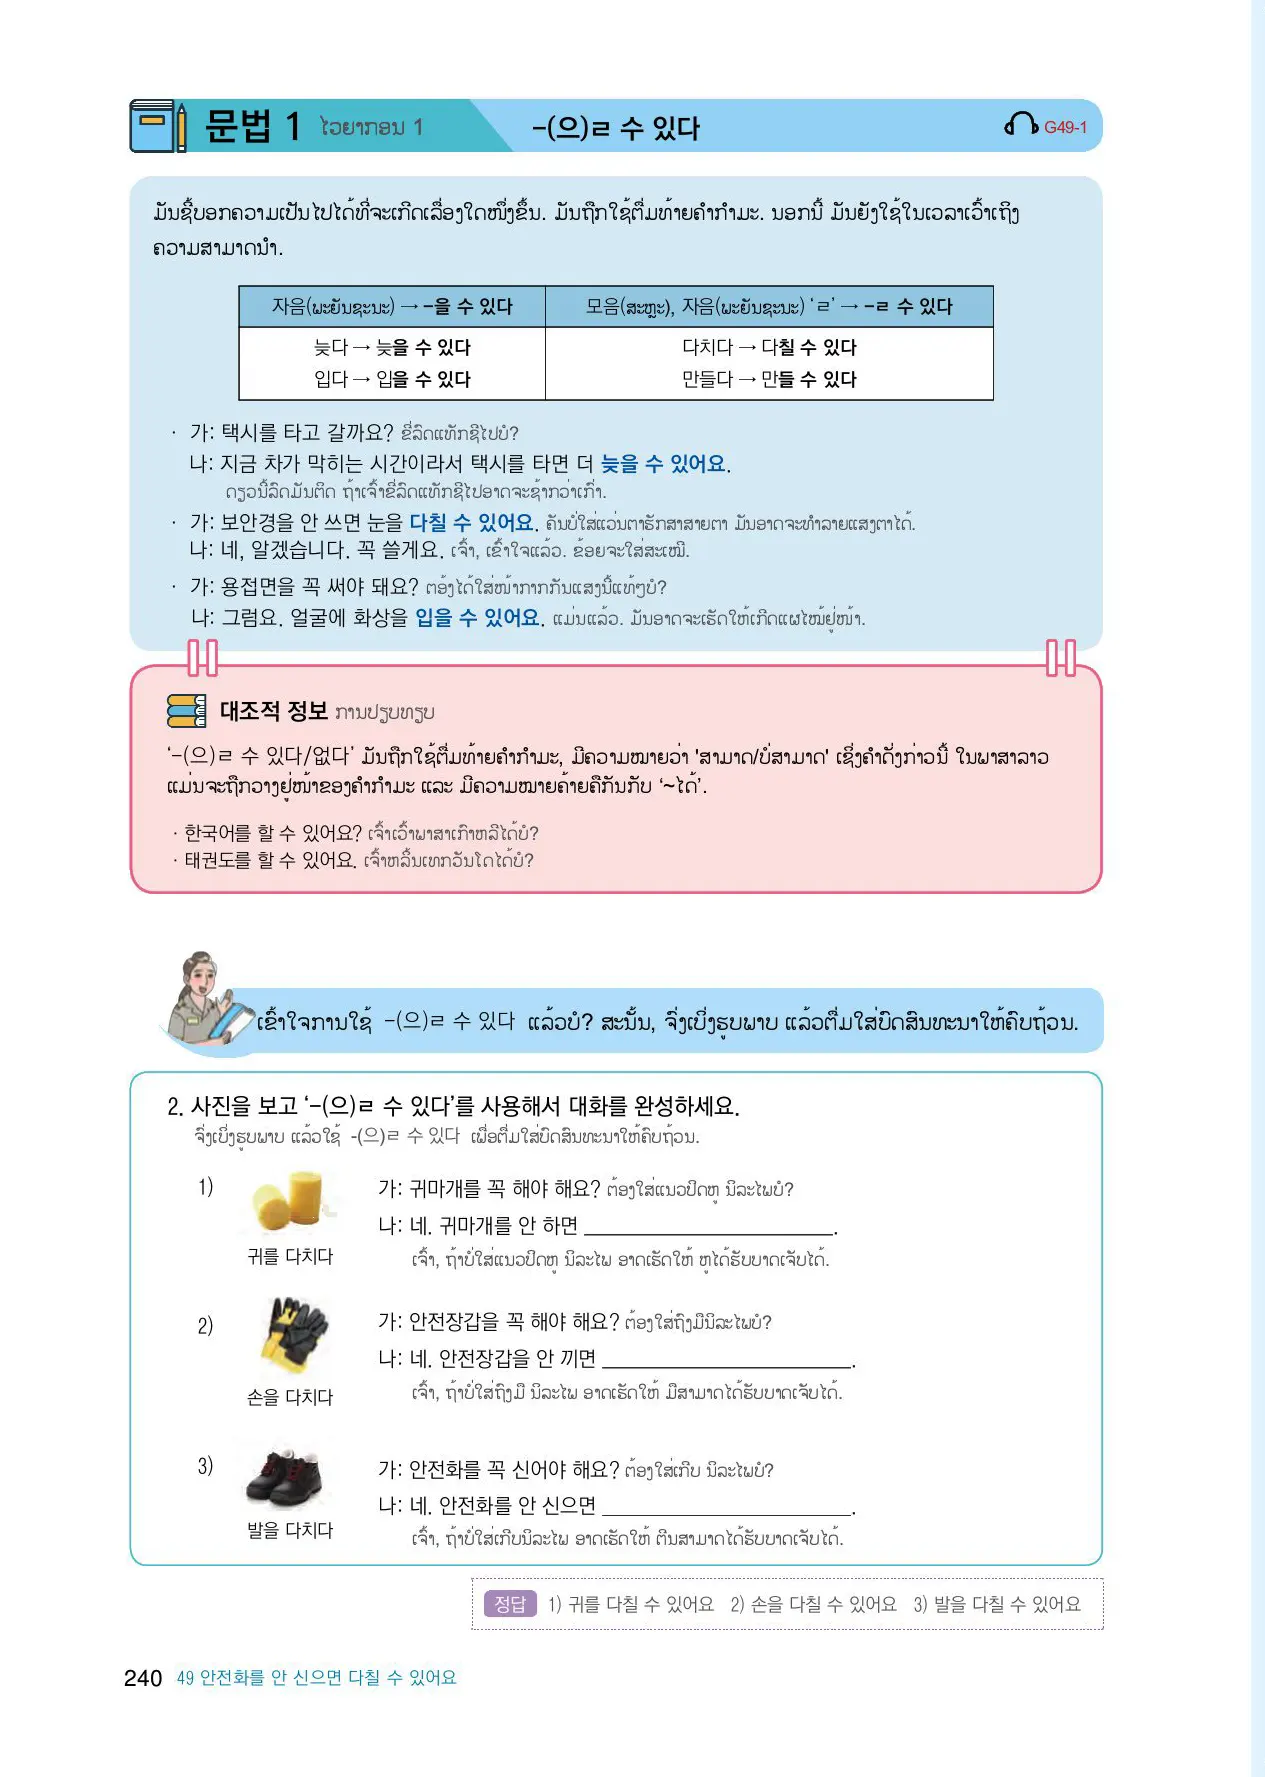 문법 1 ໄວຍາກອນ 1 -(으)ㄹ 수 있다 G49-1
ມັນຊີ້ບອກຄວາມເປັນໄປໄດ້ທີ່ຈະເກີດເລື່ອງໃດໜຶ່ງຂຶ້ນ. ມັນຖືກໃຊ້ຕື່ມທ້າຍຄຳກຳມະ. ນອກນີ້ ມັນຍັງໃຊ້ໃນເວລາເວົ້າເຖິງ
ຄວາມສາມາດນຳ.
자음(ພະຍັນຊະນະ) → -을 수 있다 모음(ສະຫຼະ), 자음(ພະຍັນຊະນະ) ‘ㄹ’ → -ㄹ 수 있다
늦다 → 늦을 수 있다 다치다 → 다칠 수 있다
입다 → 입을 수 있다 만들다 → 만들 수 있다
· 가: 택시를 타고 갈까요? ຂີ່ລົດແທັກຊີໄປບໍ?
나: 지금 차가 막히는 시간이라서 택시를 타면 더 늦을 수 있어요.
ດຽວນີ້ລົດມັນຕິດ ຖ້າເຈົ້າຂີ່ລົດແທັກຊີໄປອາດຈະຊ້າກວ່າເກົ່າ.
· 가: 보안경을 안 쓰면 눈을 다칠 수 있어요. ຄັນບໍ່ໃສ່ແວ່ນຕາຮັກສາສາຍຕາ ມັນອາດຈະທຳລາຍແສງຕາໄດ້.
나: 네, 알겠습니다. 꼭 쓸게요. ເຈົ້າ, ເຂົ້າໃຈແລ້ວ. ຂ້ອຍຈະໃສ່ສະເໝີ.
· 가: 용접면을 꼭 써야 돼요? ຕອ້ງໄດ້ໃສ່ໜ້າກາກກັນແສງນີ້ແທ້ໆບໍ?
나: 그럼요. 얼굴에 화상을 입을 수 있어요. ແມ່ນແລ້ວ. ມັນອາດຈະເຮັດໃຫ້ເກີດແຜໄໝ້ຢູ່ໜ້າ.
대조적 정보 ການປຽບທຽບ
‘-(으)ㄹ 수 있다/없다’ ມັນຖືກໃຊ້ຕື່ມທ້າຍຄຳກຳມະ, ມີຄວາມໝາຍວ່າ 'ສາມາດ/ບໍ່ສາມາດ' ເຊິ່ງຄຳດັ່ງກ່າວນີ້ ໃນພາສາລາວ
ແມ່ນຈະຖືກວາງຢູ່ໜ້າຂອງຄຳກຳມະ ແລະ ມີຄວາມໝາຍຄ້າຍຄືກັນກັບ ‘~ໄດ້’.
· 한국어를 할 수 있어요? ເຈົ້າເວົ້າພາສາເກົາຫລີໄດ້ບໍ?
· 태권도를 할 수 있어요. ເຈົ້າຫລິ້ນເທກວັນໂດໄດ້ບໍ?
ເຂົ້າໃຈການໃຊ້ -(으)ㄹ 수 있다 ແລ້ວບໍ? ສະນັ້ນ, ຈົ່ງເບິ່ງຮູບພາບ ແລ້ວຕື່ມໃສ່ບົດສົນທະນາໃຫ້ຄົບຖ້ວນ.
2. 사진을 보고 ‘-(으)ㄹ 수 있다’를 사용해서 대화를 완성하세요.
ຈົ່ງເບິ່ງຮູບພາບ ແລ້ວໃຊ້ -(으)ㄹ 수 있다 ເພື່ອຕື່ມໃສ່ບົດສົນທະນາໃຫ້ຄົບຖ້ວນ.
1) 가: 귀마개를 꼭 해야 해요? ຕ້ອງໃສ່ແນວປິດຫູ ນິລະໄພບໍ?
나: 네. 귀마개를 안 하면 ____________________.
귀를 다치다 ເຈົ້າ, ຖ້າບໍ່ໃສ່ແນວປິດຫູ ນິລະໄພ ອາດເຮັດໃຫ້ ຫູໄດ້ຮັບບາດເຈັບໄດ້.
2) 가: 안전장갑을 꼭 해야 해요? ຕ້ອງໃສ່ຖົງມືນິລະໄພບໍ?
나: 네. 안전장갑을 안 끼면 ____________________.
손을 다치다 ເຈົ້າ, ຖ້າບໍ່ໃສ່ຖົງມື ນິລະໄພ ອາດເຮັດໃຫ້ ມືສາມາດໄດ້ຮັບບາດເຈັບໄດ້.
3) 가: 안전화를 꼭 신어야 해요? ຕ້ອງໃສ່ເກີບ ນິລະໄພບໍ?
나: 네. 안전화를 안 신으면 ____________________.
발을 다치다 ເຈົ້າ, ຖ້າບໍ່ໃສ່ເກີບນິລະໄພ ອາດເຮັດໃຫ້ ຕີນສາມາດໄດ້ຮັບບາດເຈັບໄດ້.
정답 1) 귀를 다칠 수 있어요 2) 손을 다칠 수 있어요 3) 발을 다칠 수 있어요
240 49 안전화를 안 신으면 다칠 수 있어요